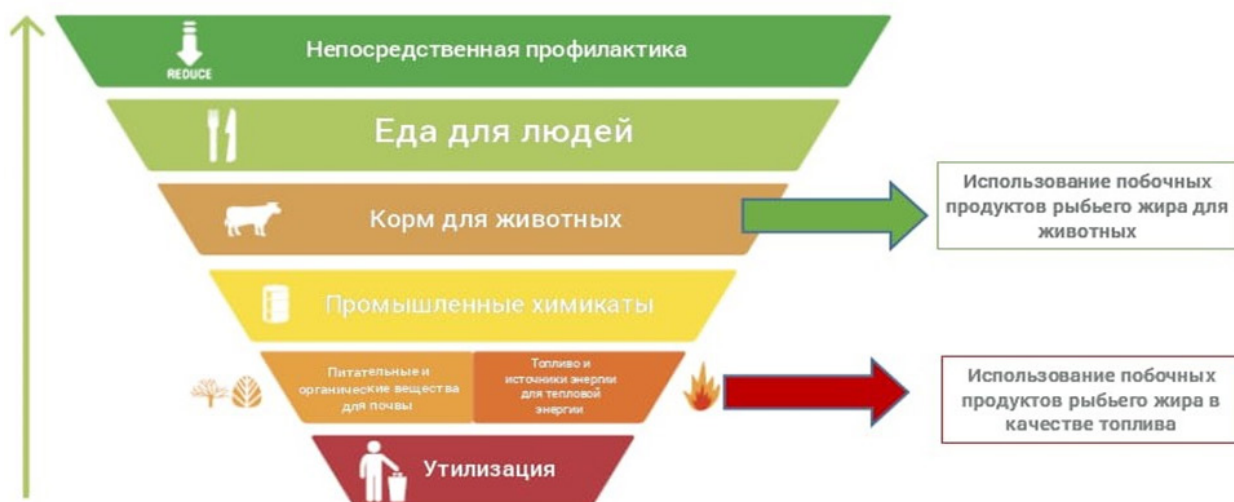 REDUCE
Непосредственная профилактика
Еда для людей
Корм для животных
Использование побочных
продуктов рыбьего жира для
животных
Промышленные химикаты
Питательные и
органические вещества
для почвы
Топливо и
источники энергии
для тепловой
энергии
Использование побочных
продуктов рыбьего жира в
качестве топлива
Утилизация